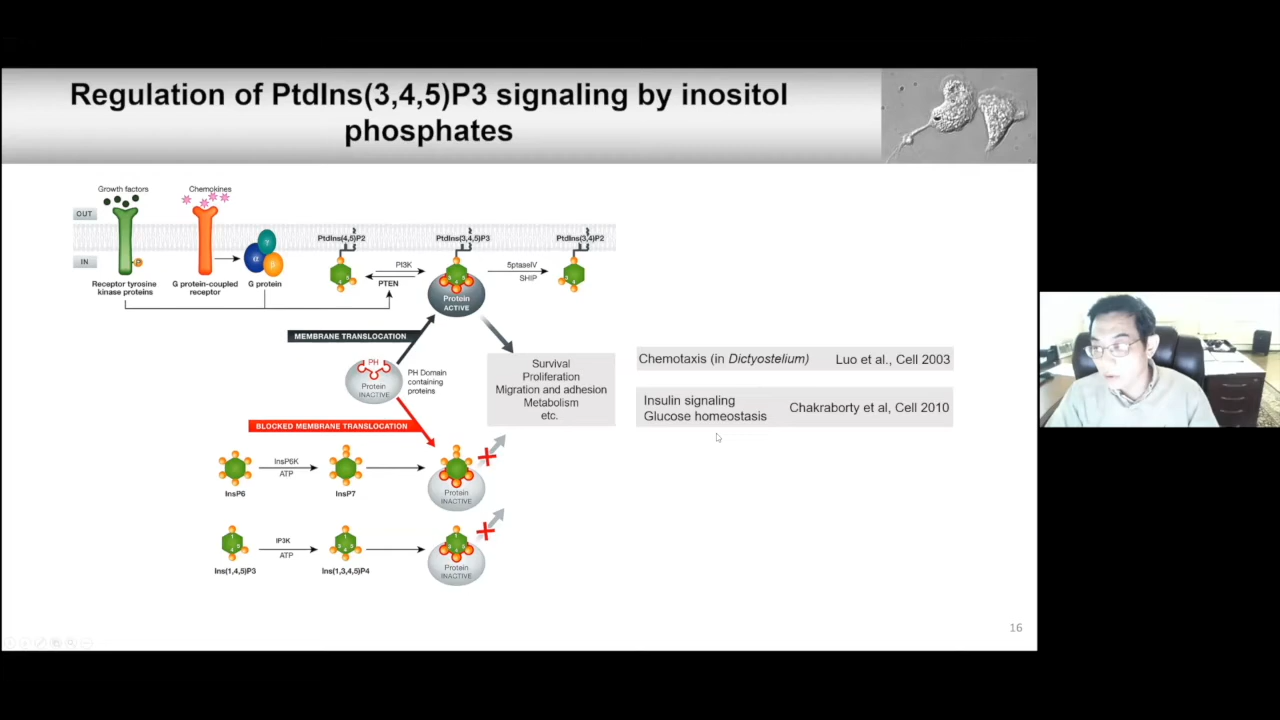 Regulation of PtdIns(3,4,5)P3 signaling by inositol
phosphates
Growth factors
Chemokines
OUT
IN
P
Receptor tyrosine
kinase proteins
G protein-coupled
receptor
α
γ
β
G protein
PtdIns(4,5)P2
PtdIns(3,4,5)P3
PtdIns(3,4)P2
PI3K
PTEN
5ptaseIV
SHIP
Protein
ACTIVE
MEMBRANE TRANSLOCATION
PH
Protein
INACTIVE
PH Domain
containing
proteins
BLOCKED MEMBRANE TRANSLOCATION
Survival
Proliferation
Migration and adhesion
Metabolism
etc.
Chemotaxis (in Dictyostelium) Luo et al., Cell 2003
Insulin signaling
Glucose homeostasis
Chakraborty et al, Cell 2010
InsP6K
ATP
InsP6
InsP7
Protein
INACTIVE
IP3K
ATP
Ins(1,4,5)P3
Ins(1,3,4,5)P4
Protein
INACTIVE
16